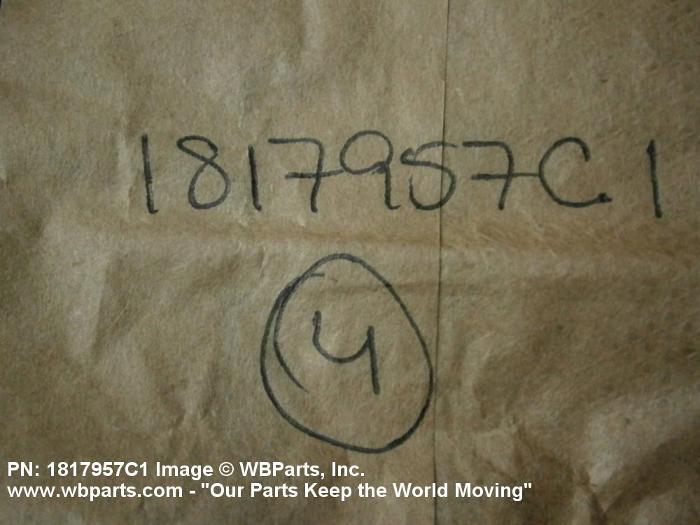 1817957C1
4
PN: 1817957C1 Image © WBParts, Inc.
www.wbparts.com - "Our Parts Keep the World Moving"